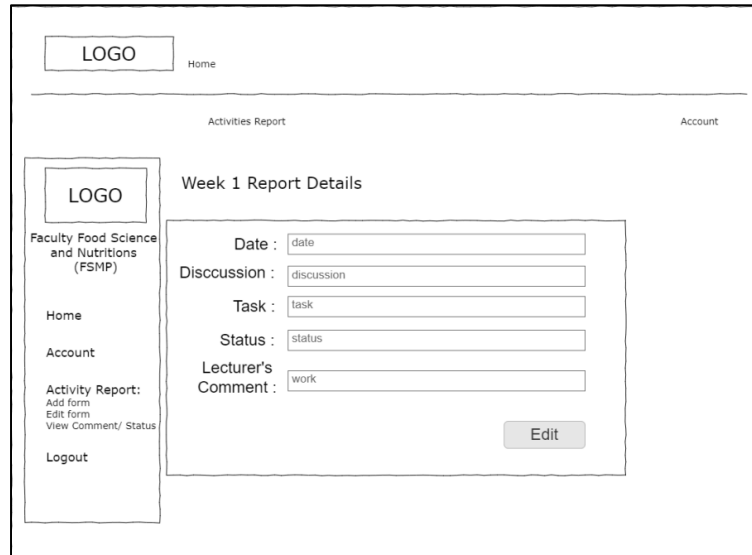 LOGO
Home
Activities Report
Account
LOGO
Faculty Food Science
and Nutritions
(FSMP)
Home
Account
Activity Report:
Add form
Edit form
View Comment/ Status
Logout
Week 1 Report Details
Date : date
Disccussion : discussion
Task : task
Status : status
Lecturer's
Comment : work
Edit